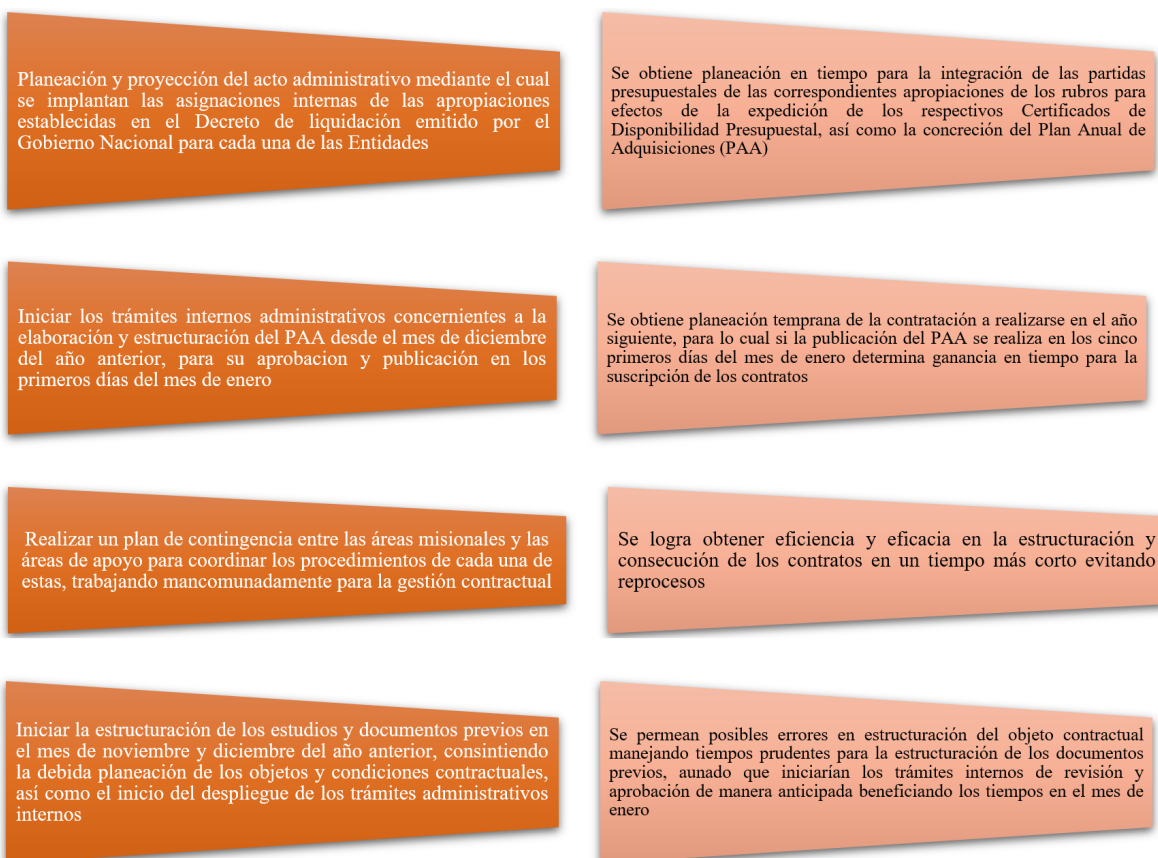 Planeación y proyección del acto administrativo mediante el cual
se implantan las asignaciones internas de las apropiaciones
establecidas en el Decreto de liquidación emitido por el
Gobierno Nacional para cada una de las Entidades
Se obtiene planeación en tiempo para la integración de las partidas
presupuestales de las correspondientes apropiaciones de los rubros para
efectos de la expedición de los respectivos Certificados de
Disponibilidad Presupuestal, así como la concreción del Plan Anual de
Adquisiciones (PAA)
Iniciar los trámites internos administrativos concernientes a la
elaboración y estructuración del PAA desde el mes de diciembre
del año anterior, para su aprobacion y publicación en los
primeros días del mes de enero
Se obtiene planeación temprana de la contratación a realizarse en el año
siguiente, para lo cual si la publicación del PAA se realiza en los cinco
primeros días del mes de enero determina ganancia en tiempo para la
suscripción de los contratos
Realizar un plan de contingencia entre las áreas misionales y las
áreas de apoyo para coordinar los procedimientos de cada una de
estas, trabajando mancomunadamente para la gestión contractual
Se logra obtener eficiencia y eficacia en la estructuración y
consecución de los contratos en un tiempo más corto evitando
reprocesos
Iniciar la estructuración de los estudios y documentos previos en
el mes de noviembre y diciembre del año anterior, consintiendo
la debida planeación de los objetos y condiciones contractuales,
así como el inicio del despliegue de los trámites administrativos
internos
Se permean posibles errores en estructuración del objeto contractual
manejando tiempos prudentes para la estructuración de los documentos
previos, aunado que iniciarían los trámites internos de revisión y
aprobación de manera anticipada beneficiando los tiempos en el mes de
enero